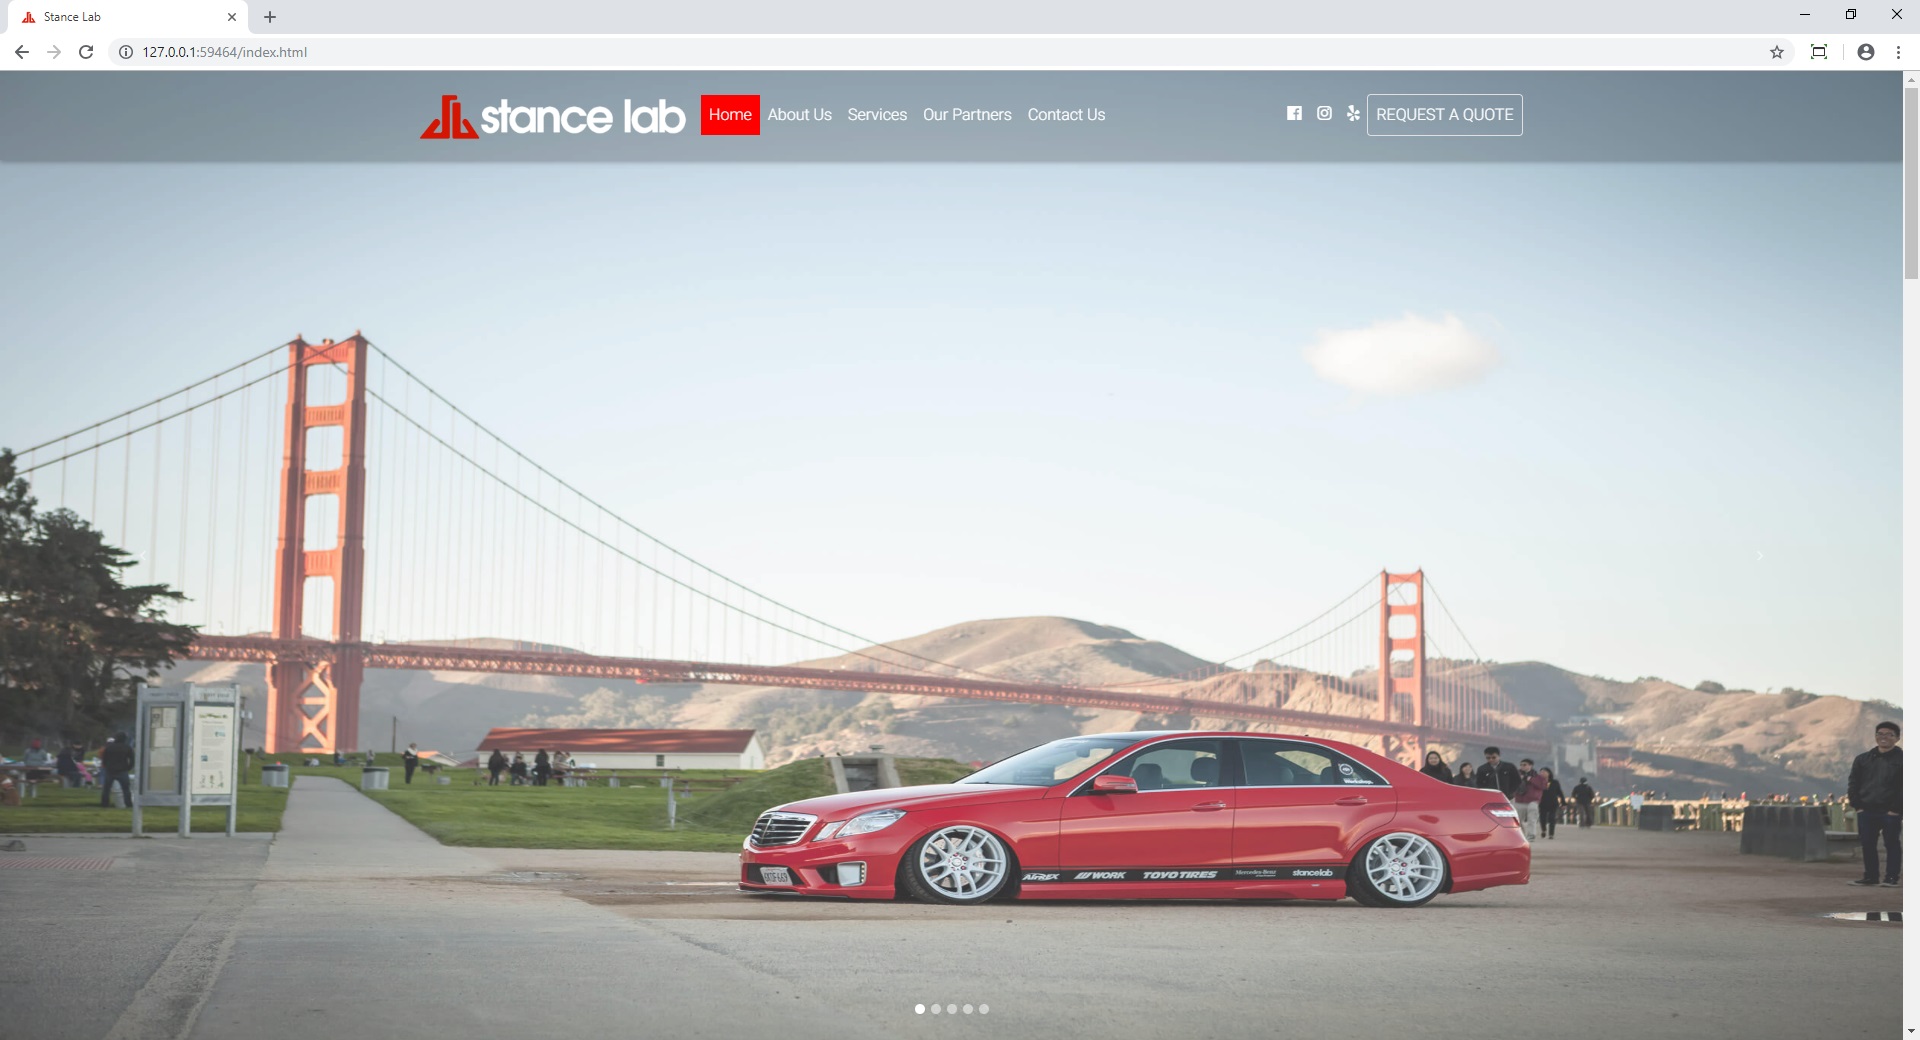 Stance Lab
127.0.0.1:59464/index.html
stance lab
Home
About Us
Services
Our Partners
Contact Us
REQUEST A QUOTE
AIREX
WORK
TOYO TIRES
Mercedes-Benz
stancelab